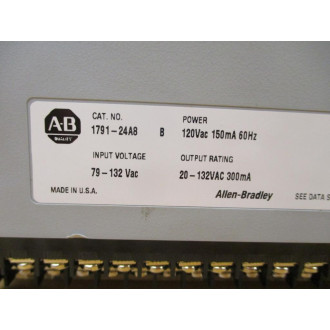 A-B
QUALITY
CAT. NO.
1791-24A8 B
POWER
120Vac 150mA 60Hz
INPUT VOLTAGE
79-132 Vac
OUTPUT RATING
20-132VAC 300mA
MADE IN U.S.A.
Allen-Bradley
SEE DATA S